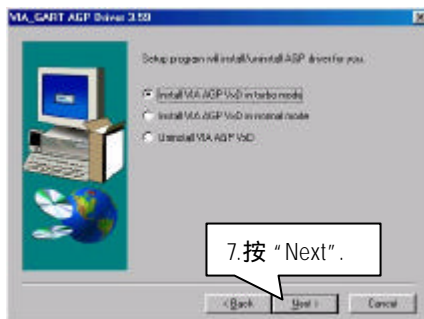 VIA_GART AGP Driver 3.59
Setup program will install/uninstall AGP driver for you.
Install VIA AGP VxD in turbo mode
Install VIA AGP VxD in normal mode
Uninstall VIA AGP VxD
7.按 “Next”.
< Back
Next >
Cancel